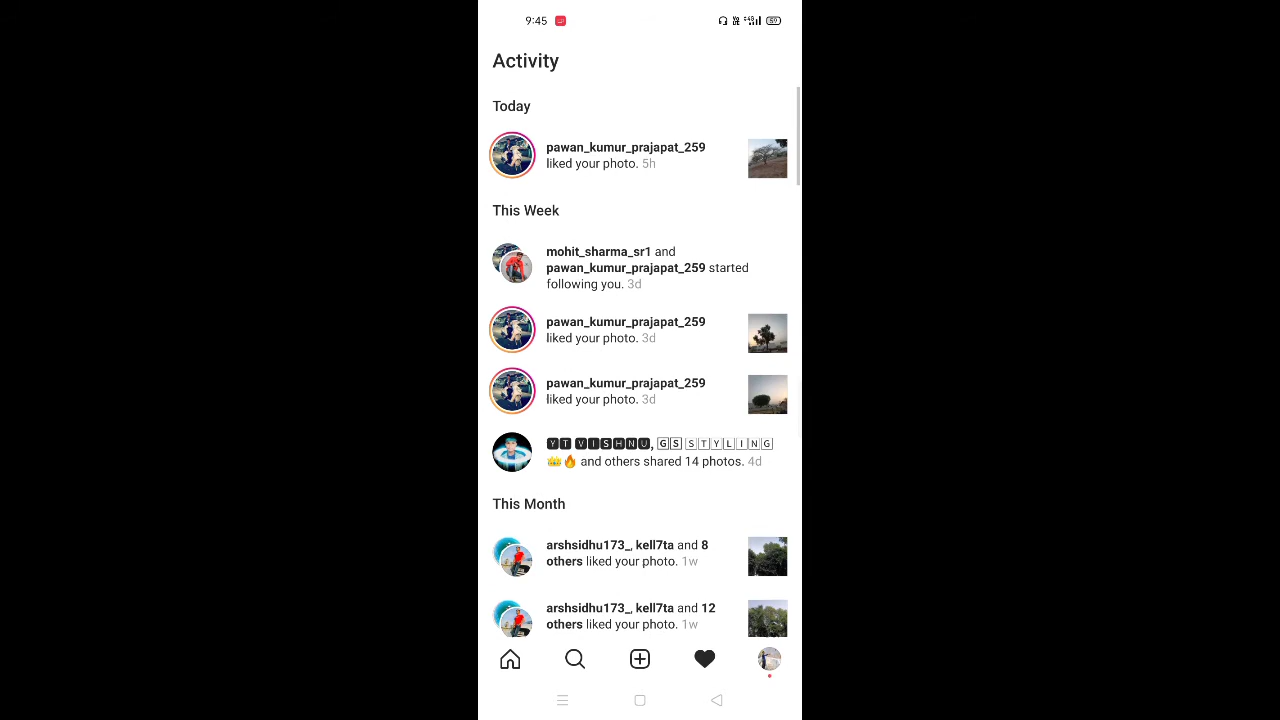 9:45
Activity
Today
pawan_kumur_prajapat_259
liked your photo. 5h
This Week
mohit_sharma_sr1 and
pawan_kumur_prajapat_259 started
following you. 3d
pawan_kumur_prajapat_259
liked your photo. 3d
pawan_kumur_prajapat_259
liked your photo. 3d
🆈🆃 🆅🅸🆂🅷🅽🆄, 🄶🅂 🅂🅃🅈🄻🄸🄽🄶
👑🔥 and others shared 14 photos. 4d
This Month
arshsidhu173_, kell7ta and 8
others liked your photo. 1w
arshsidhu173_, kell7ta and 12
others liked your photo. 1w